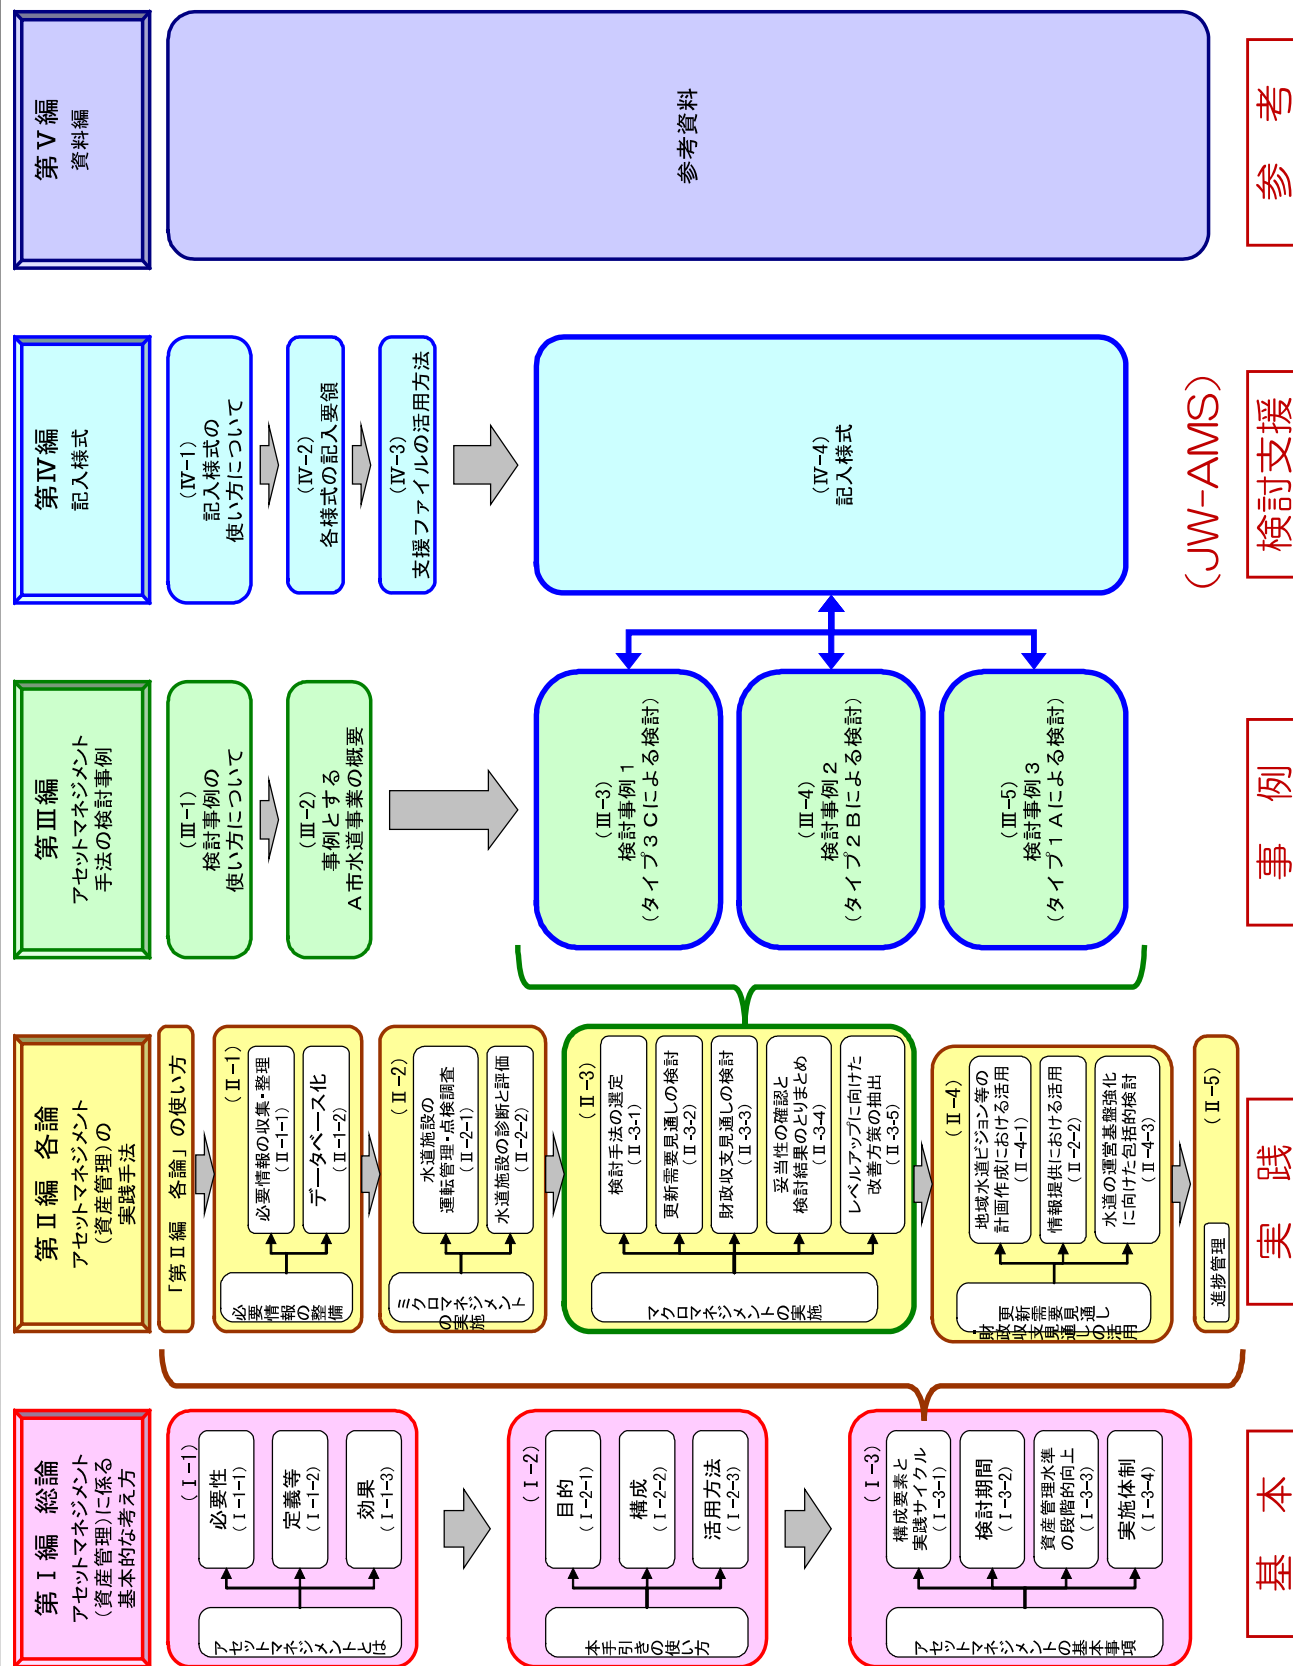 第Ⅰ編 総論
アセットマネジメント
(資産管理)に係る
基本的な考え方
アセットマネジメントとは
(Ⅰ-1)
必要性
(Ⅰ-1-1)
定義等
(Ⅰ-1-2)
効果
(Ⅰ-1-3)
本手引きの使い方
(Ⅰ-2)
目的
(Ⅰ-2-1)
構成
(Ⅰ-2-2)
活用方法
(Ⅰ-2-3)
アセットマネジメントの基本事項
(Ⅰ-3)
構成要素と
実践サイクル
(Ⅰ-3-1)
検討期間
(Ⅰ-3-2)
資産管理水準
の段階的向上
(Ⅰ-3-3)
実施体制
(Ⅰ-3-4)
基 本
第Ⅱ編 各論
アセットマネジメント
(資産管理)の
実践手法
「第Ⅱ編 各論」の使い方
必要情報の整備
(Ⅱ-1)
必要情報の収集・整理
(Ⅱ-1-1)
データベース化
(Ⅱ-1-2)
ミクロマネジメント
の実施
(Ⅱ-2)
水道施設の
運転管理・点検調査
(Ⅱ-2-1)
水道施設の診断と評価
(Ⅱ-2-2)
マクロマネジメントの実施
(Ⅱ-3)
検討手法の選定
(Ⅱ-3-1)
更新需要見通しの検討
(Ⅱ-3-2)
財政収支見通しの検討
(Ⅱ-3-3)
妥当性の確認と
検討結果のとりまとめ
(Ⅱ-3-4)
レベルアップに向けた
改善方策の抽出
(Ⅱ-3-5)
更新需要見通し
・財政収支見通しの活用
(Ⅱ-4)
地域水道ビジョン等の
計画作成における活用
(Ⅱ-4-1)
情報提供における活用
(Ⅱ-2-2)
水道の運営基盤強化
に向けた包括的検討
(Ⅱ-4-3)
進捗管理
(Ⅱ-5)
実 践
第Ⅲ編
アセットマネジメント
手法の検討事例
(Ⅲ-1)
検討事例の
使い方について
(Ⅲ-2)
事例とする
A市水道事業の概要
(Ⅲ-3)
検討事例1
(タイプ3Cによる検討)
(Ⅲ-4)
検討事例2
(タイプ2Bによる検討)
(Ⅲ-5)
検討事例3
(タイプ1Aによる検討)
事 例
第Ⅳ編
記入様式
(Ⅳ-1)
記入様式の
使い方について
(Ⅳ-2)
各様式の記入要領
(Ⅳ-3)
支援ファイルの活用方法
(Ⅳ-4)
記入様式
(JW-AMS)
検討支援
第Ⅴ編
資料編
参考資料
参 考